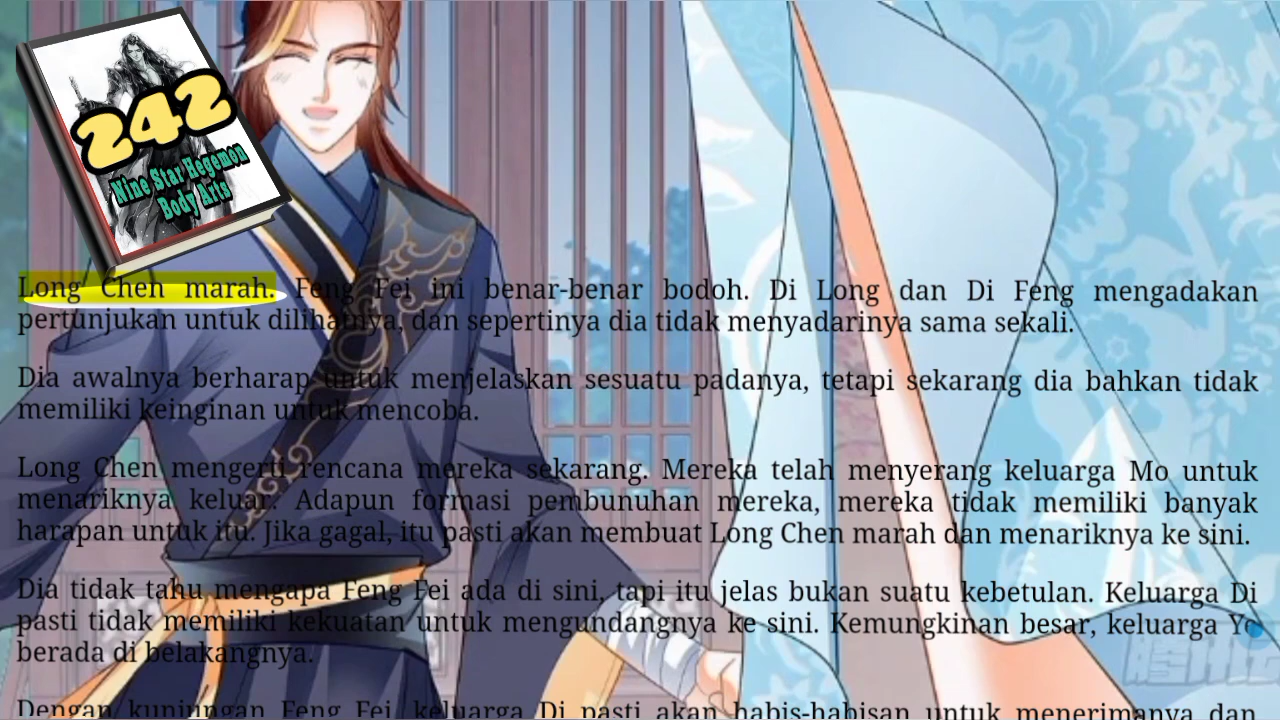 242
Nine Star Hegemon
Body Arts
Long Chen marah. Feng Fei ini benar-benar bodoh. Di Long dan Di Feng mengadakan
pertunjukan untuk dilihatnya, dan sepertinya dia tidak menyadarinya sama sekali.
Dia awalnya berharap untuk menjelaskan sesuatu padanya, tetapi sekarang dia bahkan tidak
memiliki keinginan untuk mencoba.
Long Chen mengerti rencana mereka sekarang. Mereka telah menyerang keluarga Mo untuk
menariknya keluar. Adapun formasi pembunuhan mereka, mereka tidak memiliki banyak
harapan untuk itu. Jika gagal, itu pasti akan membuat Long Chen marah dan menariknya ke sini.
Dia tidak tahu mengapa Feng Fei ada di sini, tapi itu jelas bukan suatu kebetulan. Keluarga Di
pasti tidak memiliki kekuatan untuk mengundangnya ke sini. Kemungkinan besar, keluarga Ye
berada di belakangnya.
Dengan kunjungan Feng Fei, keluarga Di pasti akan habis-habisan untuk menerimanya dan